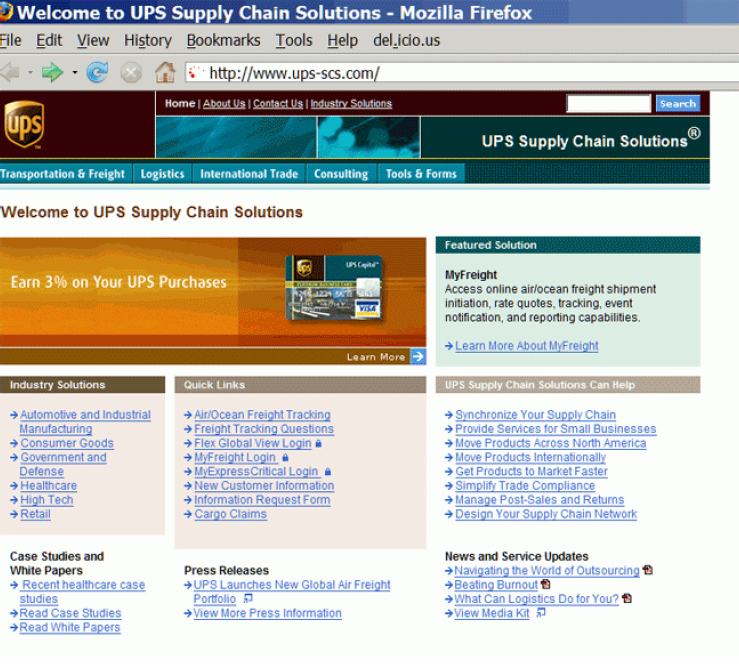 Welcome to UPS Supply Chain Solutions - Mozilla Firefox
File Edit View History Bookmarks Tools Help del.icio.us
http://www.ups-scs.com/
ups
Home | About Us | Contact Us | Industry Solutions
Search
UPS Supply Chain Solutions®
Transportation & Freight Logistics International Trade Consulting Tools & Forms
Welcome to UPS Supply Chain Solutions
Earn 3% on Your UPS Purchases
UPS Capital
VISA
Learn More
Featured Solution
MyFreight
Access online air/ocean freight shipment
initiation, rate quotes, tracking, event
notification, and reporting capabilities.
Learn More About MyFreight
Industry Solutions
Automotive and Industrial
Manufacturing
Consumer Goods
Government and
Defense
Healthcare
High Tech
Retail
Quick Links
Air/Ocean Freight Tracking
Freight Tracking Questions
Flex Global View Login
MyFreight Login
MyExpressCritical Login
New Customer Information
Information Request Form
Cargo Claims
UPS Supply Chain Solutions Can Help
Synchronize Your Supply Chain
Provide Services for Small Businesses
Move Products Across North America
Move Products Internationally
Get Products to Market Faster
Simplify Trade Compliance
Manage Post-Sales and Returns
Design Your Supply Chain Network
Case Studies and
White Papers
Recent healthcare case
studies
Read Case Studies
Read White Papers
Press Releases
UPS Launches New Global Air Freight
Portfolio
View More Press Information
News and Service Updates
Navigating the World of Outsourcing
Beating Burnout
What Can Logistics Do for You?
View Media Kit